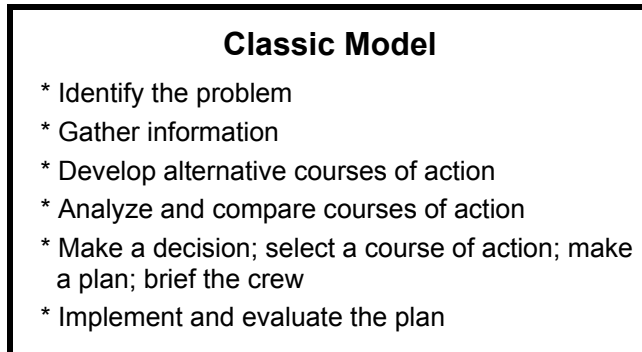 Classic Model
* Identify the problem
* Gather information
* Develop alternative courses of action
* Analyze and compare courses of action
* Make a decision; select a course of action; make
a plan; brief the crew
* Implement and evaluate the plan